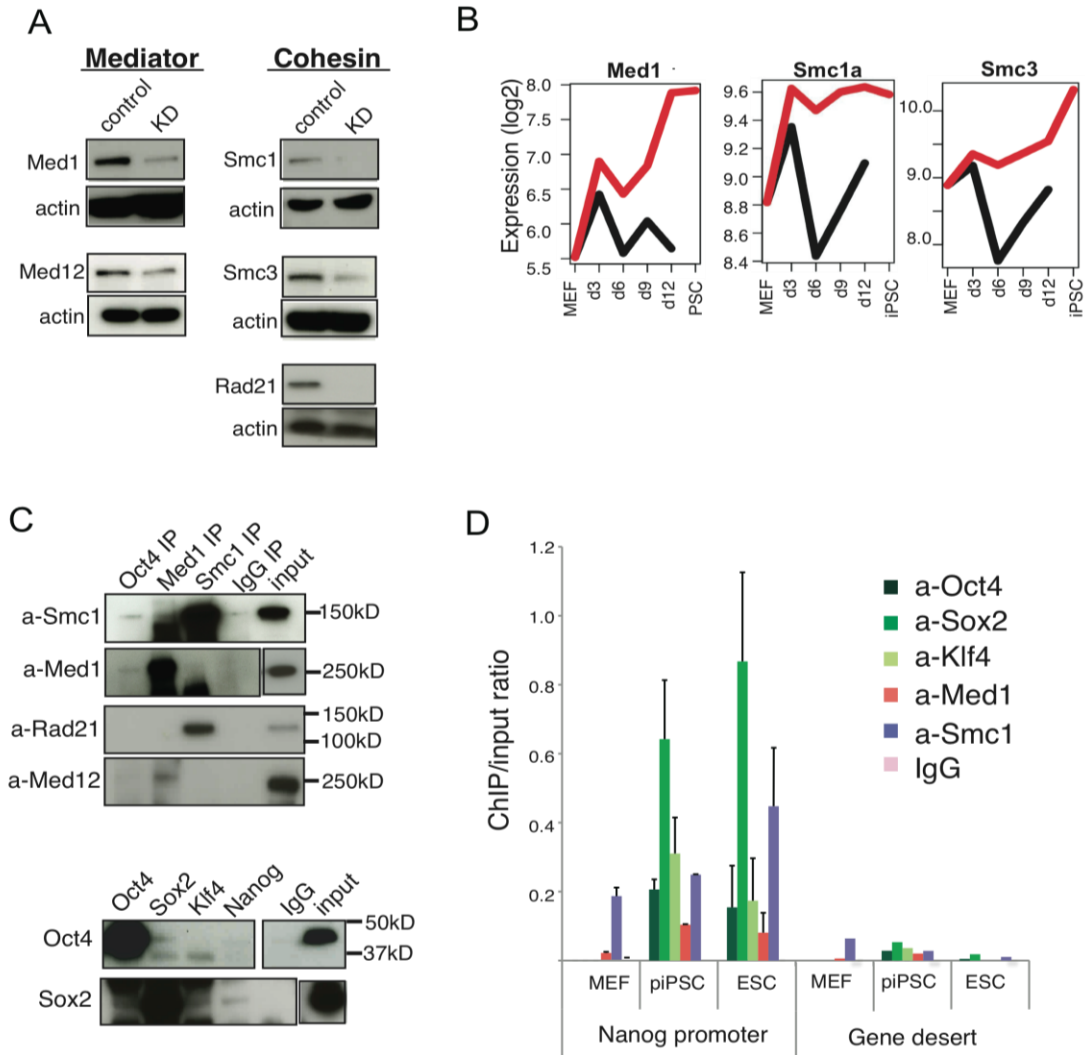 A
Mediator
control
KD
Med1
actin
Med12
actin
Cohesin
control
KD
Smc1
actin
Smc3
actin
Rad21
actin
B
Expression (log2)
Med1
8.0
7.5
7.0
6.5
6.0
5.5
MEF
d3
d6
d9
d12
PSC
Smc1a
9.6
9.4
9.2
9.0
8.8
8.6
8.4
MEF
d3
d6
d9
d12
iPSC
Smc3
10.0
9.0
8.0
MEF
d3
d6
d9
d12
iPSC
C
Oct4 IP
Med1 IP
Smc1 IP
IgG IP
input
a-Smc1
150kD
a-Med1
250kD
a-Rad21
150kD
100kD
a-Med12
250kD
Oct4
Sox2
Klf4
Nanog
IgG
input
Oct4
50kD
37kD
Sox2
D
ChIP/input ratio
1.2
1.0
0.8
0.6
0.4
0.2
a-Oct4
a-Sox2
a-Klf4
a-Med1
a-Smc1
IgG
MEF
piPSC
ESC
MEF
piPSC
ESC
Nanog promoter
Gene desert